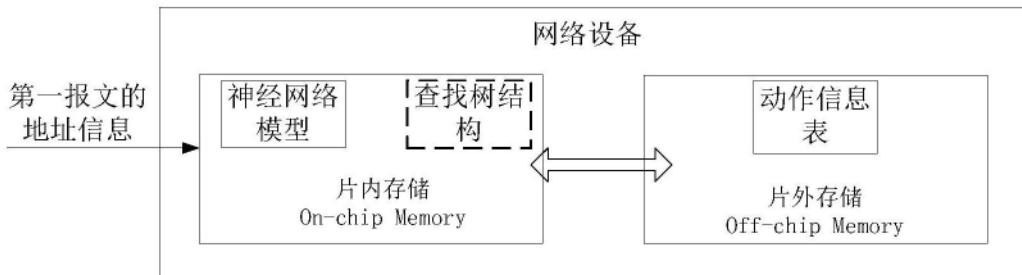 网络设备
第一报文的
地址信息
神经网络
模型
查找树结
构
片内存储
On-chip Memory
动作信息
表
片外存储
Off-chip Memory